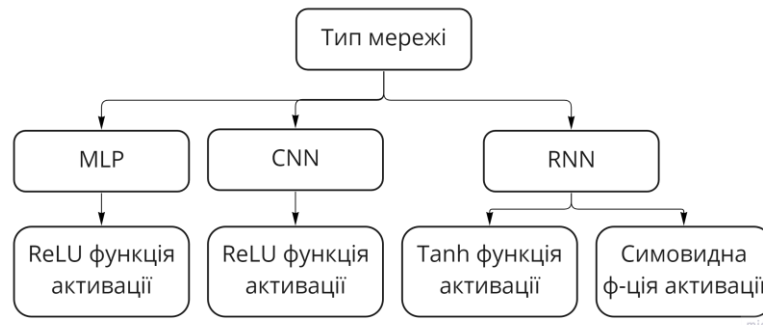 Тип мережі
MLP
CNN
RNN
ReLU функція
активації
ReLU функція
активації
Tanh функція
активації
Симовидна
ф-ція активації